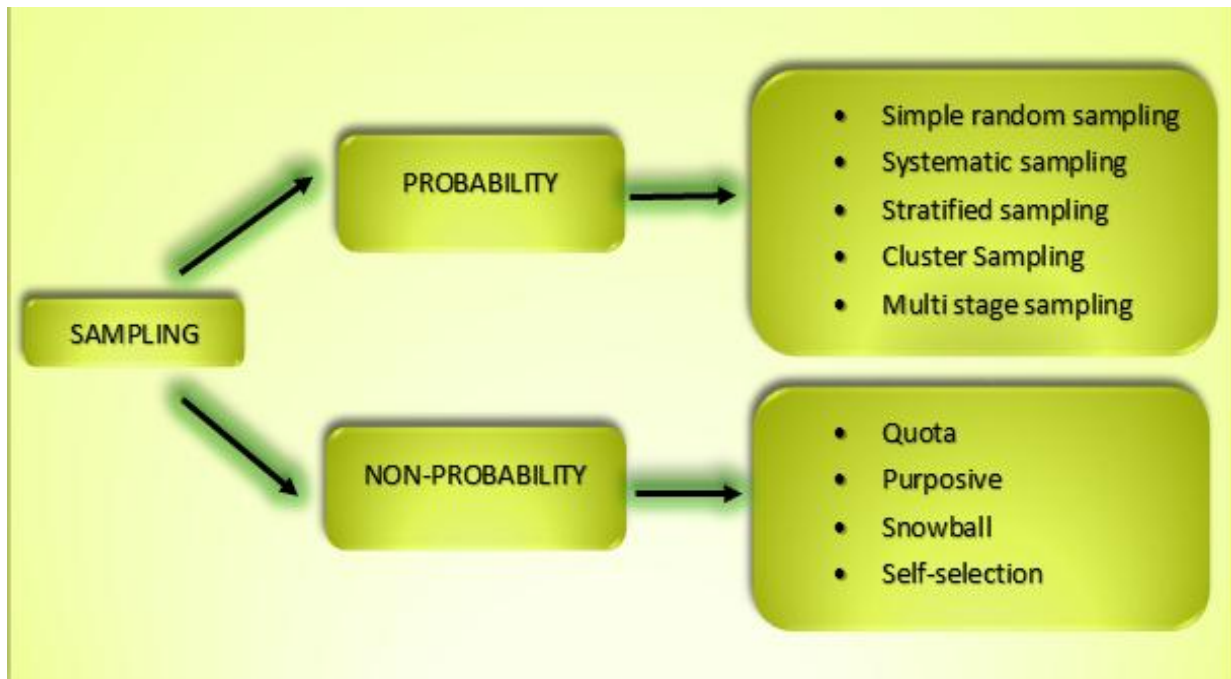 SAMPLING
PROBABILITY
• Simple random sampling
• Systematic sampling
• Stratified sampling
• Cluster Sampling
• Multi stage sampling
NON-PROBABILITY
• Quota
• Purposive
• Snowball
• Self-selection